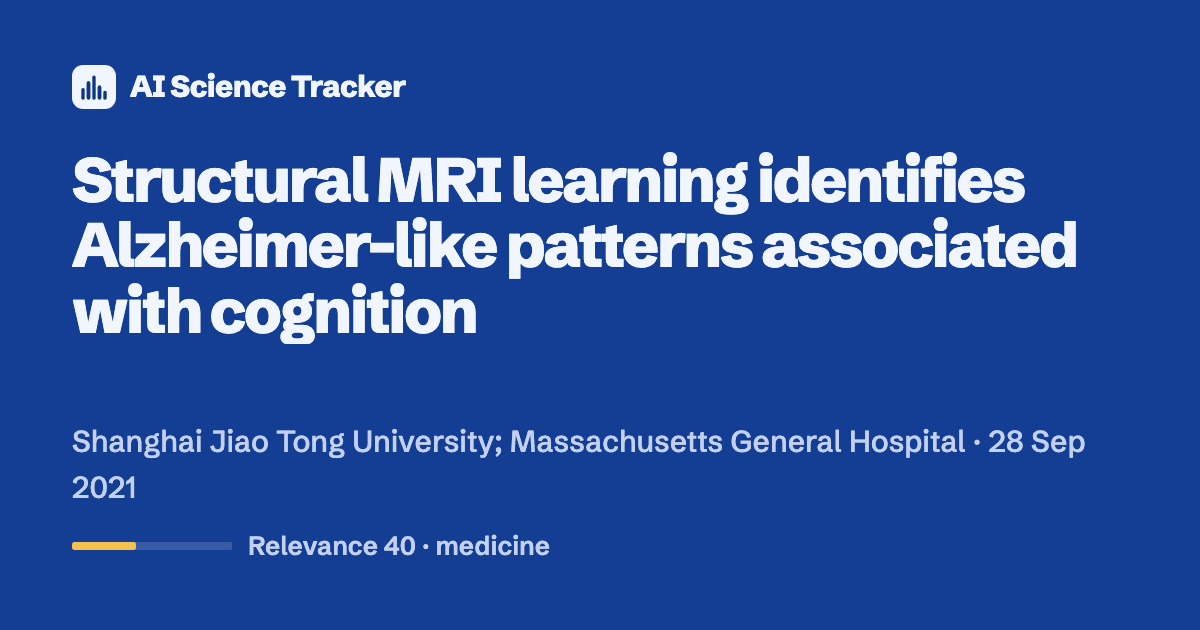 AI Science Tracker
Structural MRI learning identifies
Alzheimer-like patterns associated
with cognition
Shanghai Jiao Tong University; Massachusetts General Hospital · 28 Sep
2021
Relevance 40 · medicine